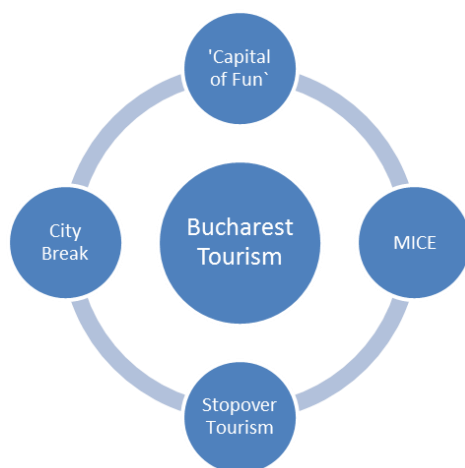 'Capital
of Fun`
City
Break
Bucharest
Tourism
MICE
Stopover
Tourism